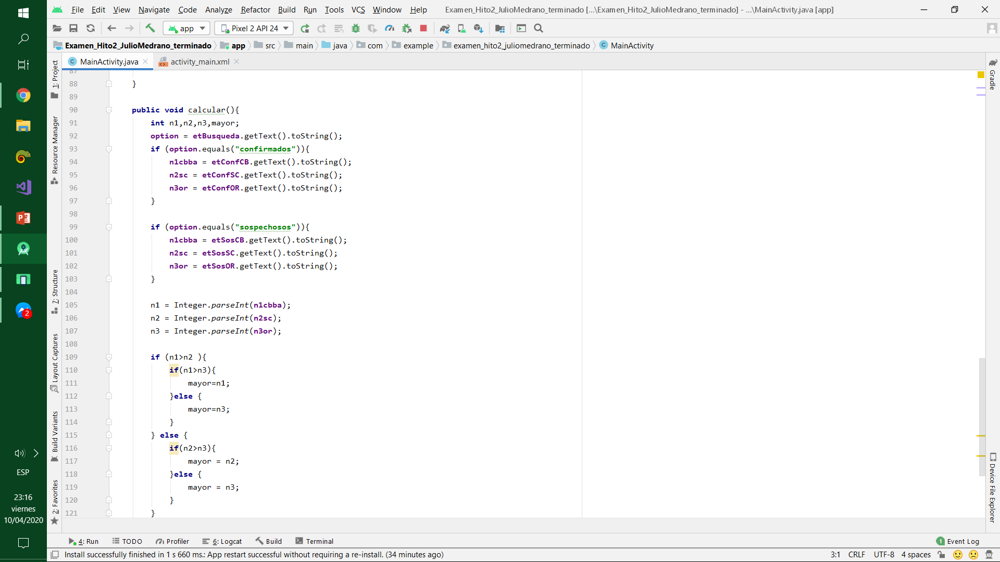 File Edit View Navigate Code Analyze Refactor Build Run Tools VCS Window Help Examen_Hito2_JulioMedrano_terminado [...\Examen_Hito2_JulioMedrano_terminado] - ...\MainActivity.java [app]
app Pixel 2 API 24
Examen_Hito2_JulioMedrano_terminado app src main java com example examen_hito2_juliomedrano_terminado MainActivity
MainActivity.java activity_main.xml
1: Project
Resource Manager
7: Structure
Layout Captures
Build Variants
2: Favorites
Gradle
Device File Explorer
87
88 }
89
90 public void calcular(){
91 int n1,n2,n3,mayor;
92 option = etBusqueda.getText().toString();
93 if (option.equals("confirmados")){
94 n1cbba = etConfCB.getText().toString();
95 n2sc = etConfSC.getText().toString();
96 n3or = etConfOR.getText().toString();
97 }
98
99 if (option.equals("sospechosos")){
100 n1cbba = etSosCB.getText().toString();
101 n2sc = etSosSC.getText().toString();
102 n3or = etSosOR.getText().toString();
103 }
104
105 n1 = Integer.parseInt(n1cbba);
106 n2 = Integer.parseInt(n2sc);
107 n3 = Integer.parseInt(n3or);
108
109 if (n1>n2 ){
110 if(n1>n3){
111 mayor=n1;
112 }else {
113 mayor=n3;
114 }
115 } else {
116 if(n2>n3){
117 mayor = n2;
118 }else {
119 mayor = n3;
120 }
121 }
2
ESP
23:16
viernes
10/04/2020
4: Run TODO Profiler 6: Logcat Build Terminal 1 Event Log
Install successfully finished in 1 s 660 ms.: App restart successful without requiring a re-install. (34 minutes ago) 3:1 CRLF UTF-8 4 spaces